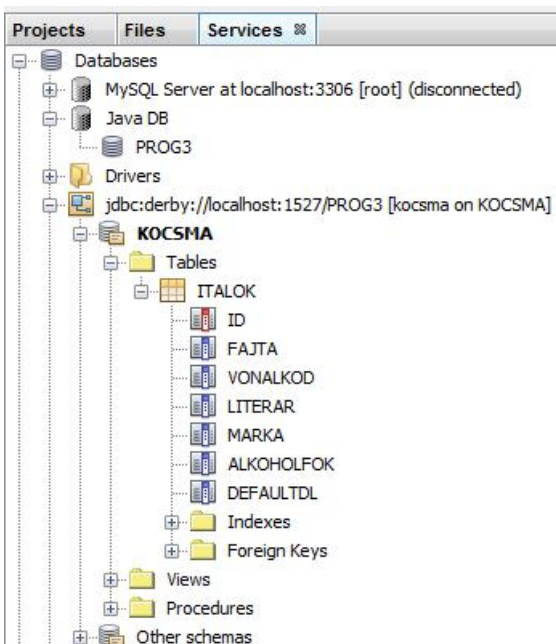 Projects Files Services
Databases
MySQL Server at localhost:3306 [root] (disconnected)
Java DB
PROG3
Drivers
jdbc:derby://localhost:1527/PROG3 [kocsma on KOCSMA]
KOCSMA
Tables
ITALOK
ID
FAJTA
VONALKOD
LITERAR
MARKA
ALKOHOLFOK
DEFAULTDL
Indexes
Foreign Keys
Views
Procedures
Other schemas